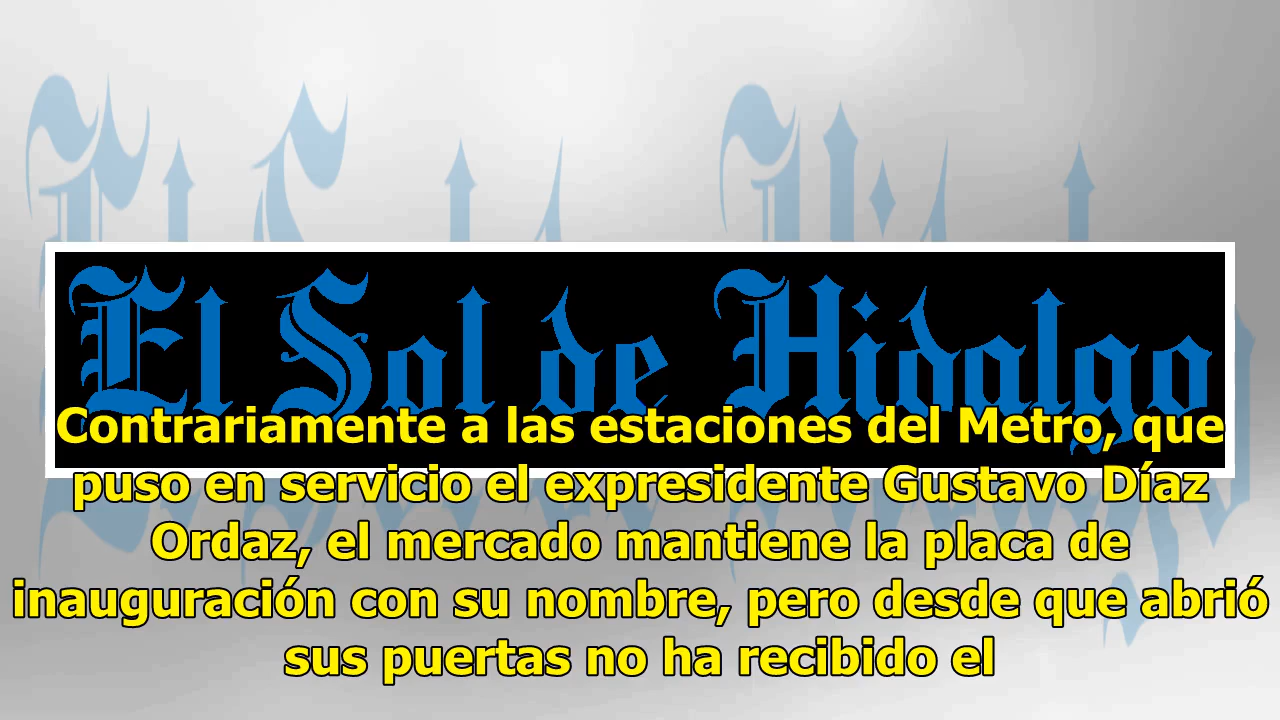 El Sol de Hidalgo
Contrariamente a las estaciones del Metro, que
puso en servicio el expresidente Gustavo Díaz
Ordaz, el mercado mantiene la placa de
inauguración con su nombre, pero desde que abrió
sus puertas no ha recibido el